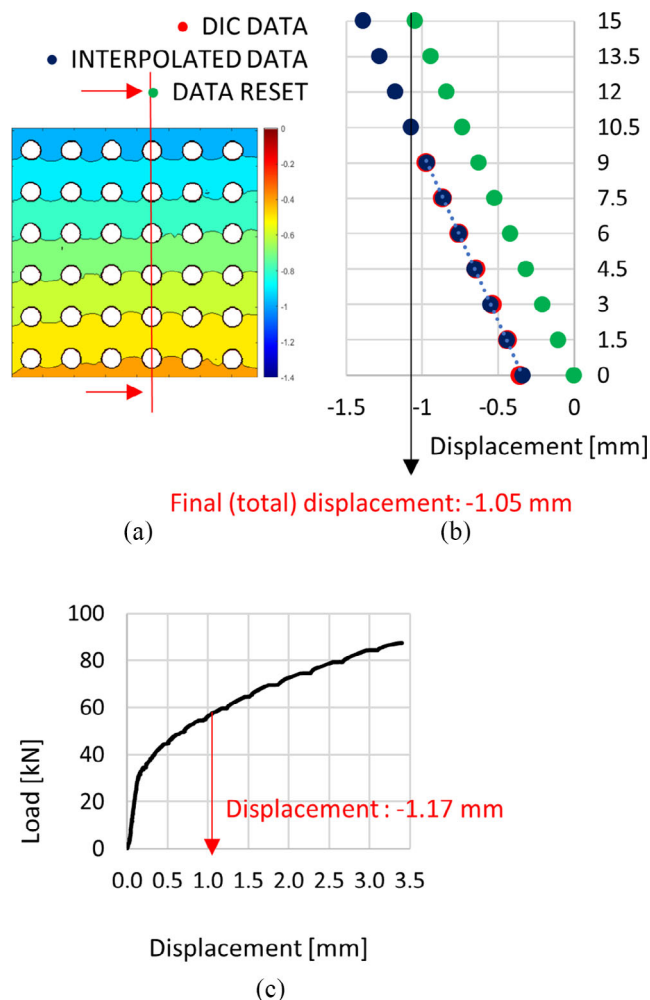 DIC DATA
INTERPOLATED DATA
DATA RESET
0
-0.2
-0.4
-0.6
-0.8
-1
-1.2
-1.4
15
13.5
12
10.5
9
7.5
6
4.5
3
1.5
0
-1.5 -1 -0.5 0
Displacement [mm]
Final (total) displacement: -1.05 mm
(a) (b)
100
80
60
40
20
0
Load [kN]
Displacement : -1.17 mm
0.0 0.5 1.0 1.5 2.0 2.5 3.0 3.5
Displacement [mm]
(c)